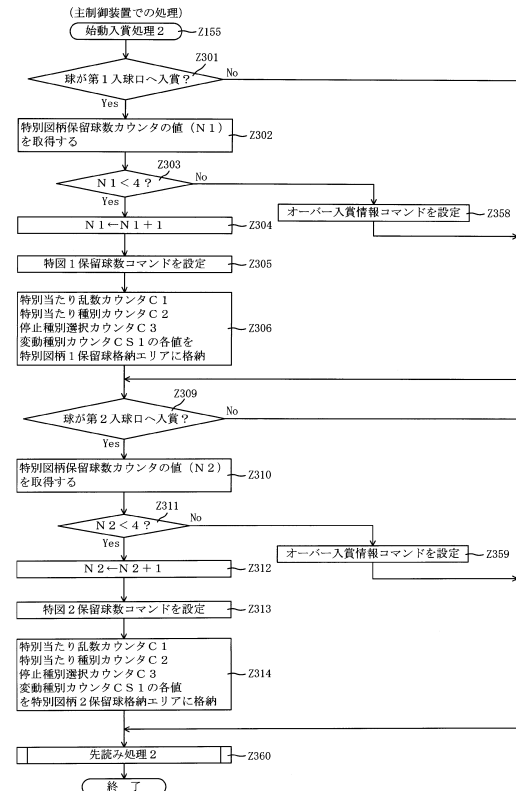 (主制御装置での処理)
始動入賞処理２
Z155
Z301
球が第１入球口へ入賞？
No
Yes
特別図柄保留球数カウンタの値（Ｎ１）
を取得する
Z302
Z303
Ｎ１＜４？
No
Yes
オーバー入賞情報コマンドを設定
Z358
Ｎ１←Ｎ１＋１
Z304
特図１保留球数コマンドを設定
Z305
特別当たり乱数カウンタＣ１
特別当たり種別カウンタＣ２
停止種別選択カウンタＣ３
変動種別カウンタＣＳ１の各値を
特別図柄１保留球格納エリアに格納
Z306
Z309
球が第２入球口へ入賞？
No
Yes
特別図柄保留球数カウンタの値（Ｎ２）
を取得する
Z310
Z311
Ｎ２＜４？
No
Yes
オーバー入賞情報コマンドを設定
Z359
Ｎ２←Ｎ２＋１
Z312
特図２保留球数コマンドを設定
Z313
特別当たり乱数カウンタＣ１
特別当たり種別カウンタＣ２
停止種別選択カウンタＣ３
変動種別カウンタＣＳ１の各値
を特別図柄２保留球格納エリアに格納
Z314
先読み処理２
Z360
終　了